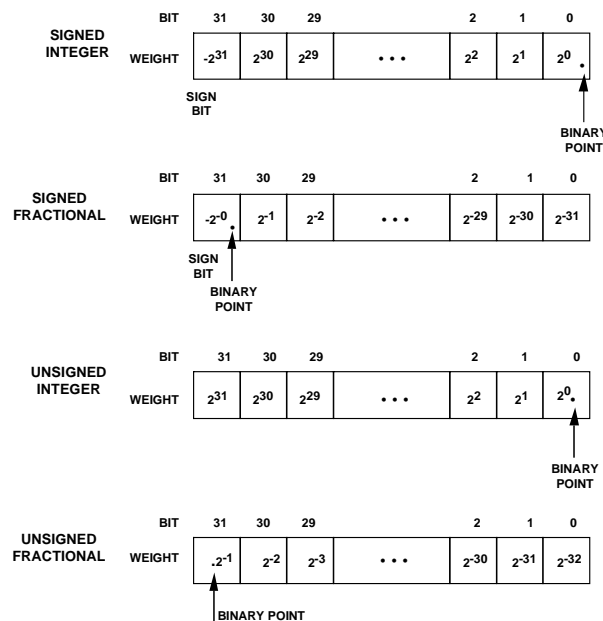 BIT 31 30 29 2 1 0
SIGNED
INTEGER
WEIGHT -2^31 2^30 2^29 • • • 2^2 2^1 2^0 .
SIGN
BIT
BINARY
POINT
BIT 31 30 29 2 1 0
SIGNED
FRACTIONAL
WEIGHT -2^-0 . 2^-1 2^-2 • • • 2^-29 2^-30 2^-31
SIGN
BIT
BINARY
POINT
BIT 31 30 29 2 1 0
UNSIGNED
INTEGER
WEIGHT 2^31 2^30 2^29 • • • 2^2 2^1 2^0 .
BINARY
POINT
BIT 31 30 29 2 1 0
UNSIGNED
FRACTIONAL
WEIGHT .2^-1 2^-2 2^-3 • • • 2^-30 2^-31 2^-32
BINARY POINT